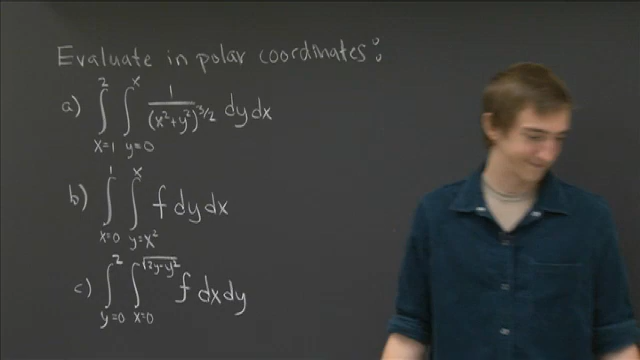 Evaluate in polar coordinates:
a) ∫_{x=1}^{2} ∫_{y=0}^{x} 1/(x²+y²)^{3/2} dy dx
b) ∫_{x=0}^{1} ∫_{y=x²}^{x} f dy dx
c) ∫_{y=0}^{2} ∫_{x=0}^{√(2y-y²)} f dx dy